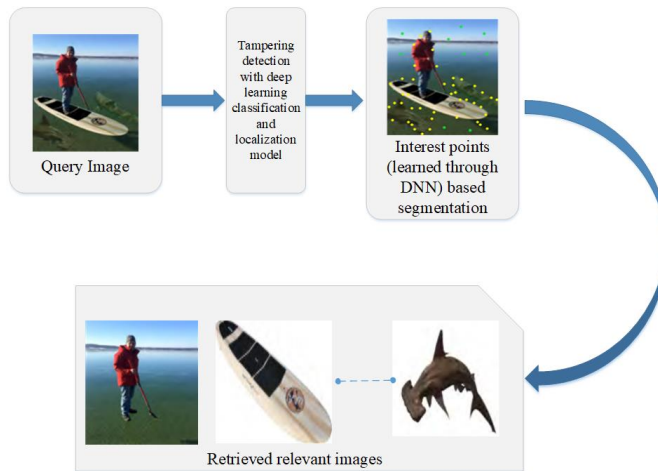 Query Image
Tampering
detection
with deep
learning
classification
and
localization
model
Interest points
(learned through
DNN) based
segmentation
Retrieved relevant images